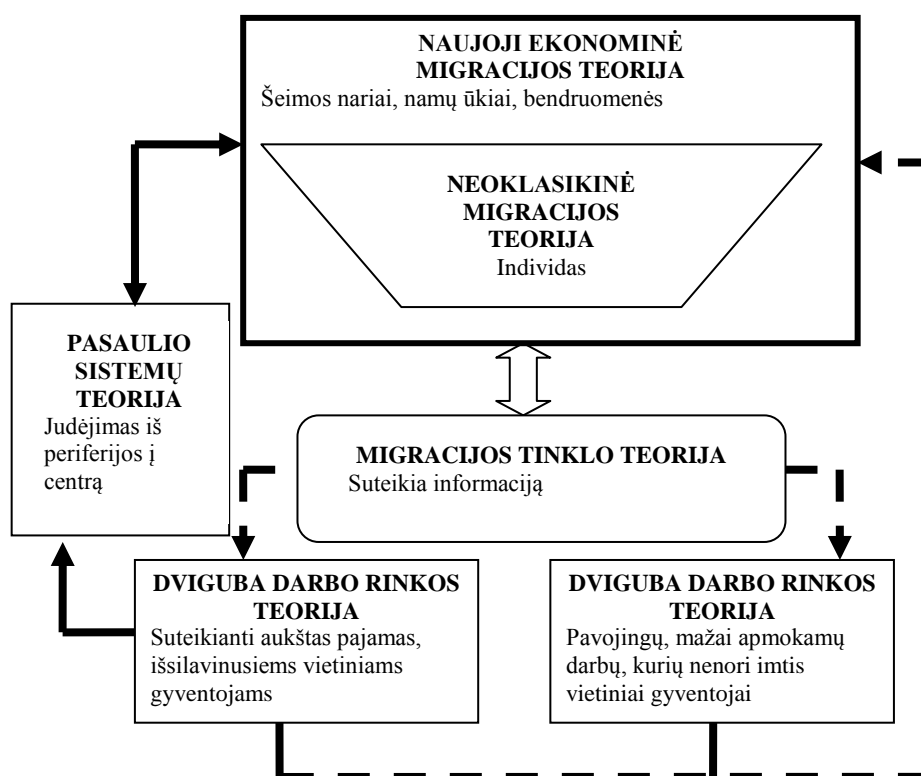 NAUJOJI EKONOMINĖ
MIGRACIJOS TEORIJA
Šeimos nariai, namų ūkiai, bendruomenės
NEOKLASIKINĖ
MIGRACIJOS
TEORIJA
Individas
PASAULIO
SISTEMŲ
TEORIJA
Judėjimas iš
periferijos į
centrą
MIGRACIJOS TINKLO TEORIJA
Suteikia informaciją
DVIGUBA DARBO RINKOS
TEORIJA
Suteikianti aukštas pajamas,
išsilavinusiems vietiniams
gyventojams
DVIGUBA DARBO RINKOS
TEORIJA
Pavojingų, mažai apmokamų
darbų, kurių nenori imtis
vietiniai gyventojai